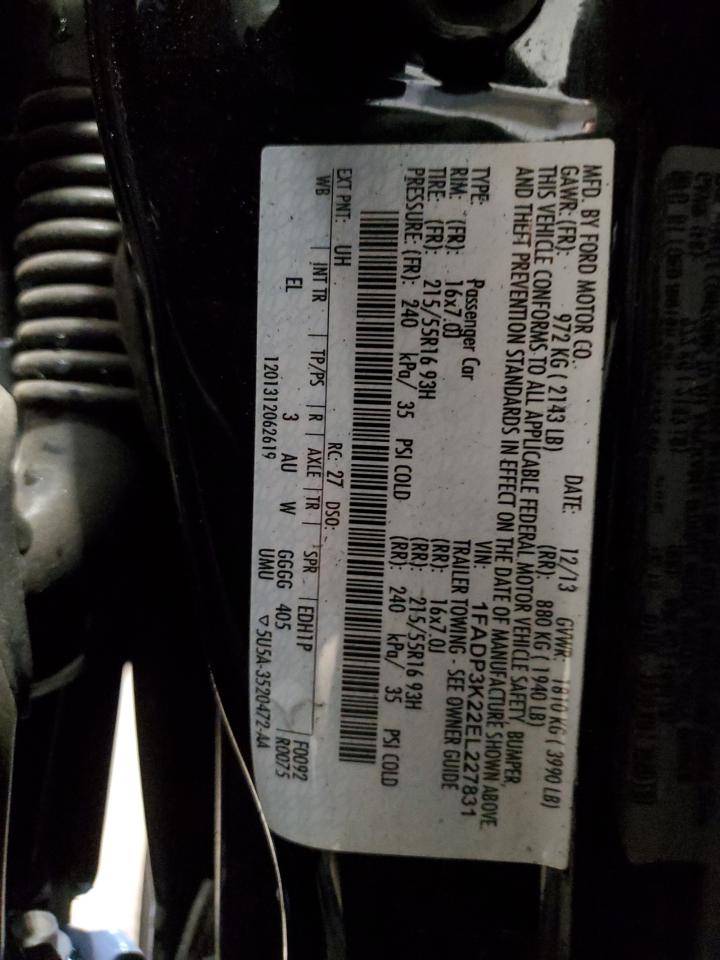 MFD. BY FORD MOTOR CO.
DATE: 12/13 GVWR: 1810 KG ( 3990 LB)
GAWR: (FR): 972 KG ( 2143 LB) (RR): 880 KG ( 1940 LB)
THIS VEHICLE CONFORMS TO ALL APPLICABLE FEDERAL MOTOR VEHICLE SAFETY, BUMPER,
AND THEFT PREVENTION STANDARDS IN EFFECT ON THE DATE OF MANUFACTURE SHOWN ABOVE.
VIN: 1FADP3K22EL227831
TYPE: Passenger Car TRAILER TOWING - SEE OWNER GUIDE
RIM: (FR): 16x7.0J (RR): 16x7.0J
TIRE: (FR): 215/55R16 93H (RR): 215/55R16 93H
PRESSURE: (FR): 240 kPa/ 35 PSI COLD (RR): 240 kPa/ 35 PSI COLD
EXT PNT: UH RC: 27 DSO:
WB | INT TR | TP/PS | R | AXLE | TR | SPR | EDH1P F0092
EL 3 AU W GGGG 405 R0075
1201312062619 UMU ▽5U5A-3520472-AA